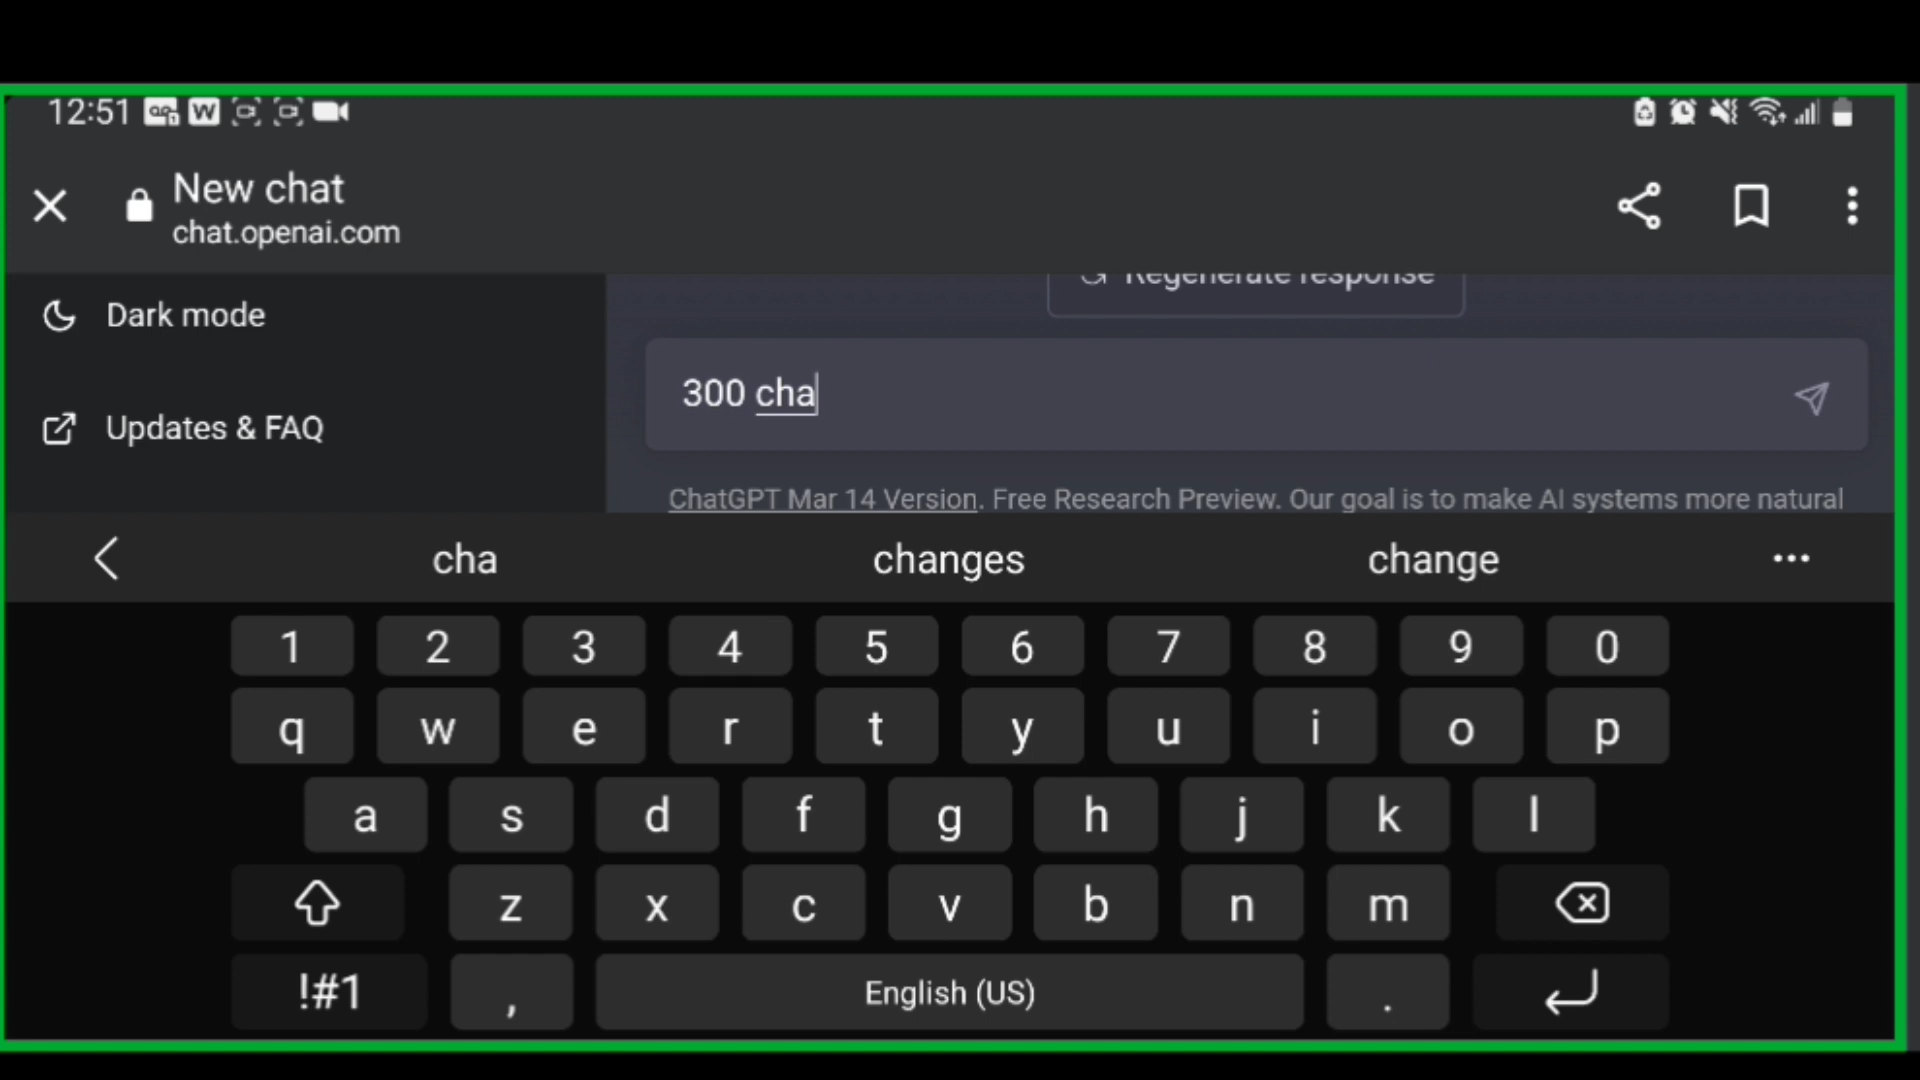 12:51 W
New chat
chat.openai.com
Dark mode
Regenerate response
300 cha
Updates & FAQ
ChatGPT Mar 14 Version. Free Research Preview. Our goal is to make AI systems more natural
cha changes change
1 2 3 4 5 6 7 8 9 0
q w e r t y u i o p
a s d f g h j k l
z x c v b n m
!#1 , English (US) .